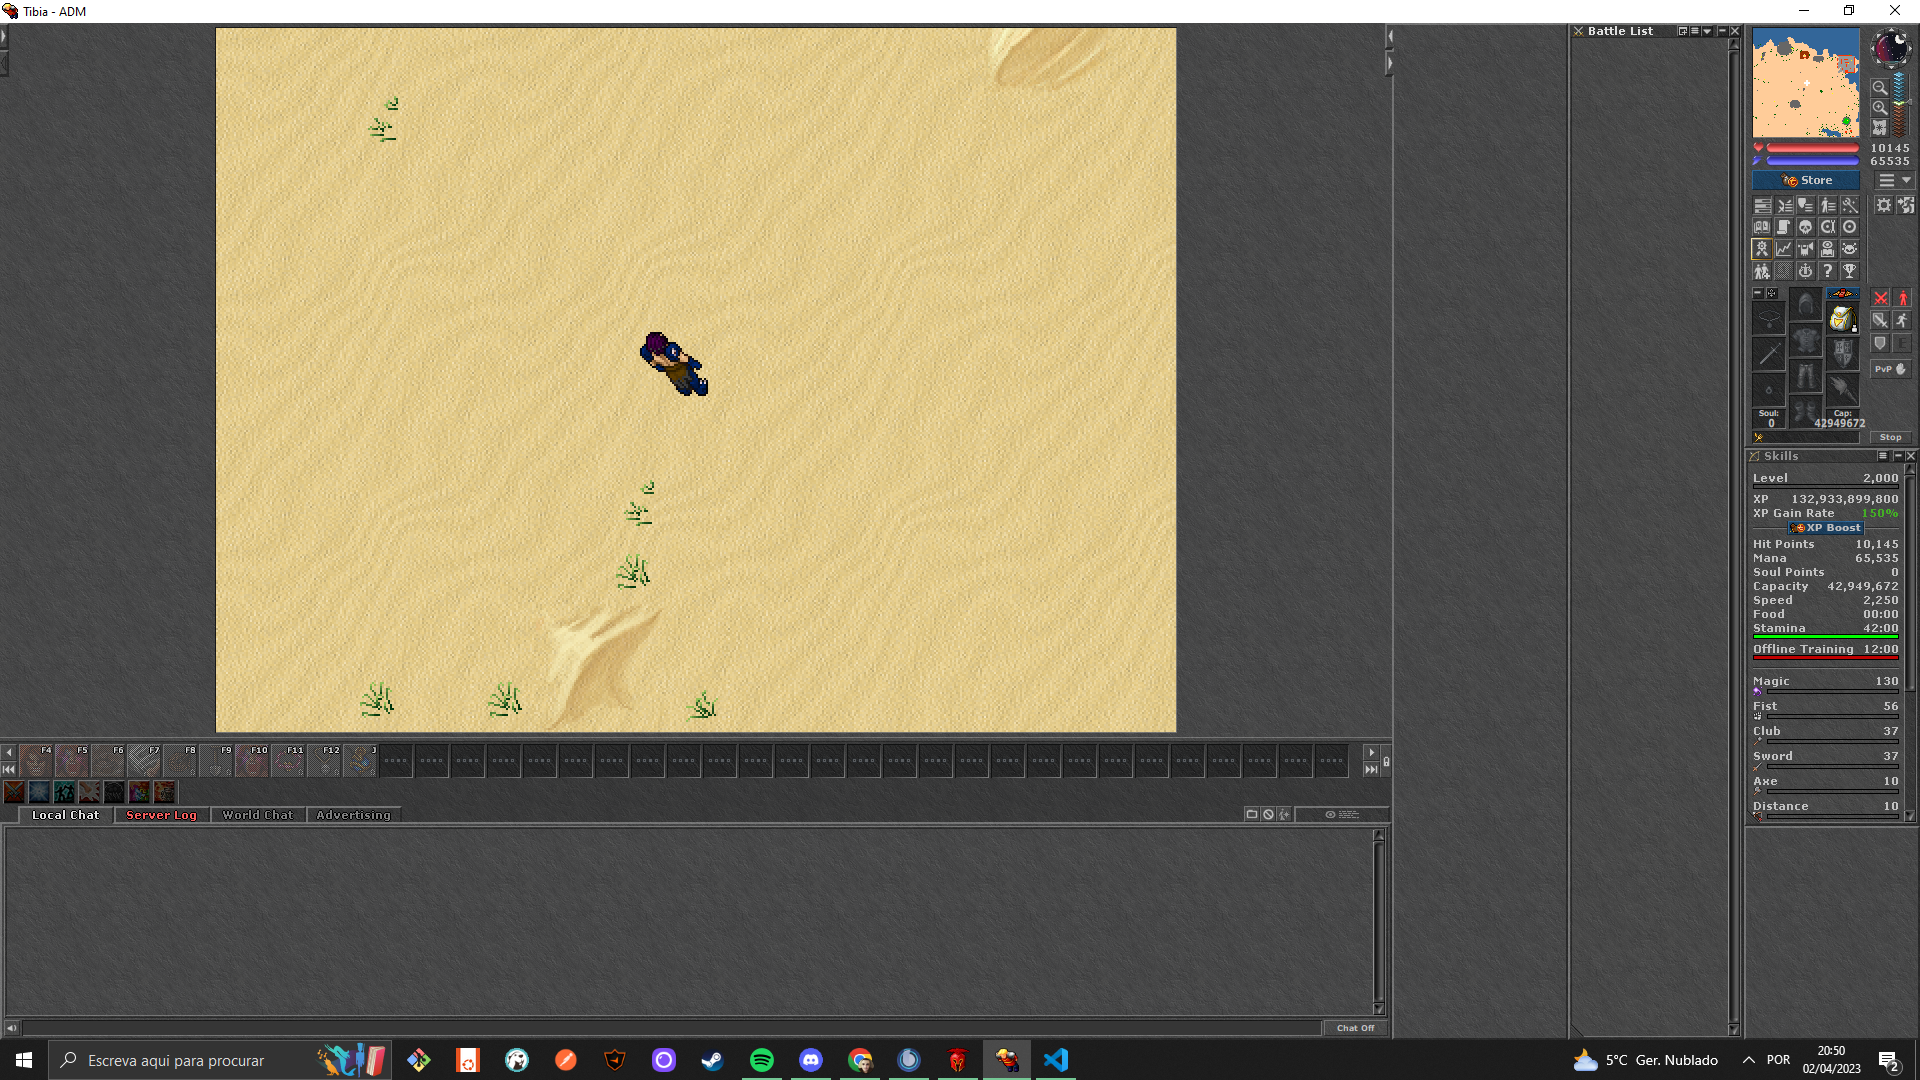 Tibia - ADM
Battle List
10145
65535
Store
PvP
Soul:
0
Cap:
42949672
Stop
Skills
Level 2,000
XP 132,933,899,800
XP Gain Rate 150%
XP Boost
Hit Points 10,145
Mana 65,535
Soul Points 0
Capacity 42,949,672
Speed 2,250
Food 00:00
Stamina 42:00
Offline Training 12:00
Magic 130
Fist 56
Club 37
Sword 37
Axe 10
Distance 10
F4 F5 F6 F7 F8 F9 F10 F11 F12 J
Local Chat Server Log World Chat Advertising
Chat Off
Escreva aqui para procurar
5°C Ger. Nublado
POR
20:50
02/04/2023
2